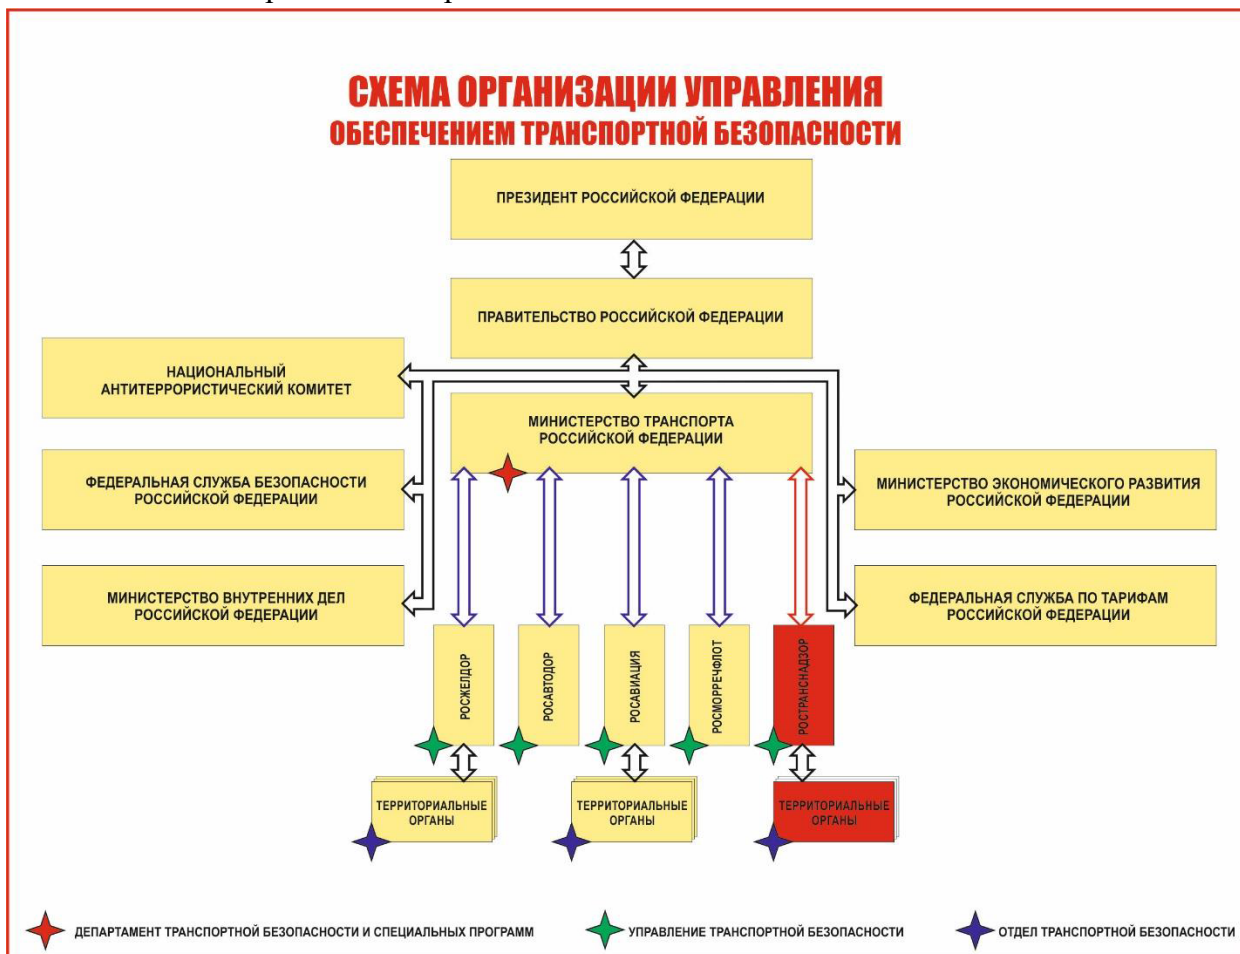 СХЕМА ОРГАНИЗАЦИИ УПРАВЛЕНИЯ
ОБЕСПЕЧЕНИЕМ ТРАНСПОРТНОЙ БЕЗОПАСНОСТИ
ПРЕЗИДЕНТ РОССИЙСКОЙ ФЕДЕРАЦИИ
ПРАВИТЕЛЬСТВО РОССИЙСКОЙ ФЕДЕРАЦИИ
НАЦИОНАЛЬНЫЙ
АНТИТЕРРОРИСТИЧЕСКИЙ КОМИТЕТ
МИНИСТЕРСТВО ТРАНСПОРТА
РОССИЙСКОЙ ФЕДЕРАЦИИ
ФЕДЕРАЛЬНАЯ СЛУЖБА БЕЗОПАСНОСТИ
РОССИЙСКОЙ ФЕДЕРАЦИИ
МИНИСТЕРСТВО ЭКОНОМИЧЕСКОГО РАЗВИТИЯ
РОССИЙСКОЙ ФЕДЕРАЦИИ
МИНИСТЕРСТВО ВНУТРЕННИХ ДЕЛ
РОССИЙСКОЙ ФЕДЕРАЦИИ
ФЕДЕРАЛЬНАЯ СЛУЖБА ПО ТАРИФАМ
РОССИЙСКОЙ ФЕДЕРАЦИИ
РОСЖЕЛДОР
РОСАВТОДОР
РОСАВИАЦИЯ
РОСМОРРЕЧФЛОТ
РОСТРАНСНАДЗОР
ТЕРРИТОРИАЛЬНЫЕ
ОРГАНЫ
ТЕРРИТОРИАЛЬНЫЕ
ОРГАНЫ
ТЕРРИТОРИАЛЬНЫЕ
ОРГАНЫ
ДЕПАРТАМЕНТ ТРАНСПОРТНОЙ БЕЗОПАСНОСТИ И СПЕЦИАЛЬНЫХ ПРОГРАММ
УПРАВЛЕНИЕ ТРАНСПОРТНОЙ БЕЗОПАСНОСТИ
ОТДЕЛ ТРАНСПОРТНОЙ БЕЗОПАСНОСТИ